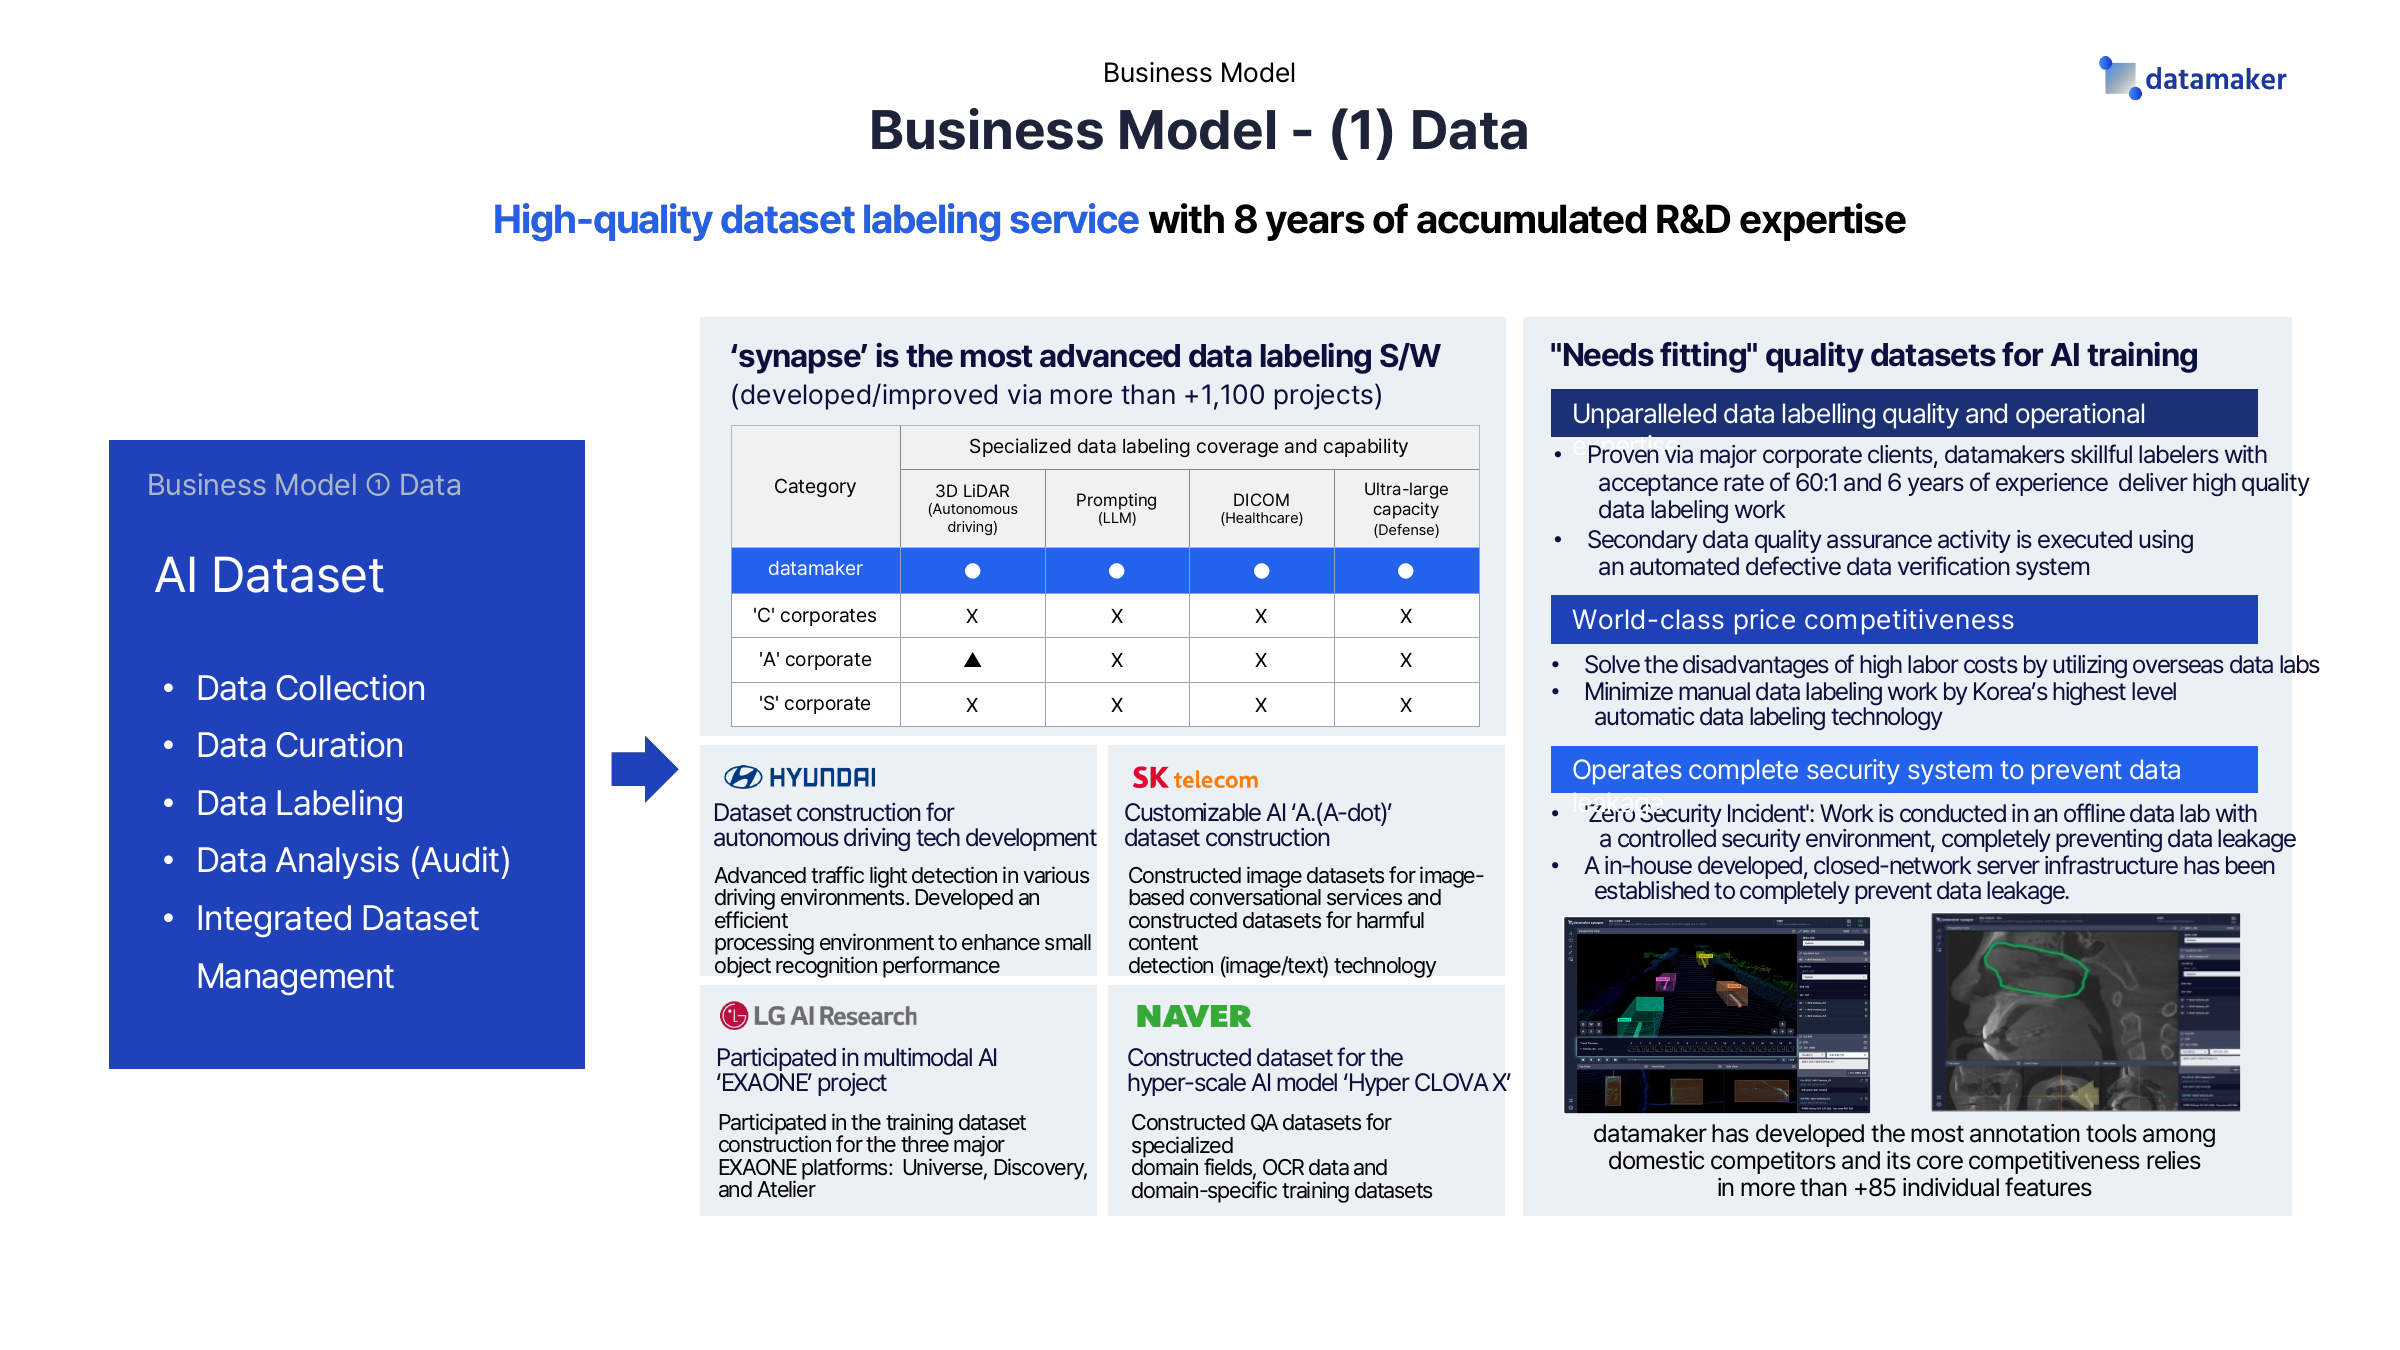 Business Model
datamaker
Business Model - (1) Data
High-quality dataset labeling service with 8 years of accumulated R&D expertise
Business Model ① Data
AI Dataset
• Data Collection
• Data Curation
• Data Labeling
• Data Analysis (Audit)
• Integrated Dataset
Management
‘synapse’ is the most advanced data labeling S/W
(developed/improved via more than +1,100 projects)
Category
Specialized data labeling coverage and capability
3D LiDAR
(Autonomous
driving)
Prompting
(LLM)
DICOM
(Healthcare)
Ultra-large
capacity
(Defense)
datamaker ● ● ● ●
'C' corporates X X X X
'A' corporate ▲ X X X
'S' corporate X X X X
HYUNDAI
Dataset construction for
autonomous driving tech development
Advanced traffic light detection in various
driving environments. Developed an
efficient
processing environment to enhance small
object recognition performance
SK telecom
Customizable AI ‘A.(A-dot)’
dataset construction
Constructed image datasets for image-
based conversational services and
constructed datasets for harmful
content
detection (image/text) technology
LG AI Research
Participated in multimodal AI
‘EXAONE’ project
Participated in the training dataset
construction for the three major
EXAONE platforms: Universe, Discovery,
and Atelier
NAVER
Constructed dataset for the
hyper-scale AI model ‘Hyper CLOVA X’
Constructed QA datasets for
specialized
domain fields, OCR data and
domain-specific training datasets
"Needs fitting" quality datasets for AI training
Unparalleled data labelling quality and operational
expertise
• Proven via major corporate clients, datamakers skillful labelers with
acceptance rate of 60:1 and 6 years of experience deliver high quality
data labeling work
• Secondary data quality assurance activity is executed using
an automated defective data verification system
World-class price competitiveness
• Solve the disadvantages of high labor costs by utilizing overseas data labs
• Minimize manual data labeling work by Korea’s highest level
automatic data labeling technology
Operates complete security system to prevent data
leakage
• 'Zero Security Incident': Work is conducted in an offline data lab with
a controlled security environment, completely preventing data leakage
• A in-house developed, closed-network server infrastructure has been
established to completely prevent data leakage.
datamaker has developed the most annotation tools among
domestic competitors and its core competitiveness relies
in more than +85 individual features